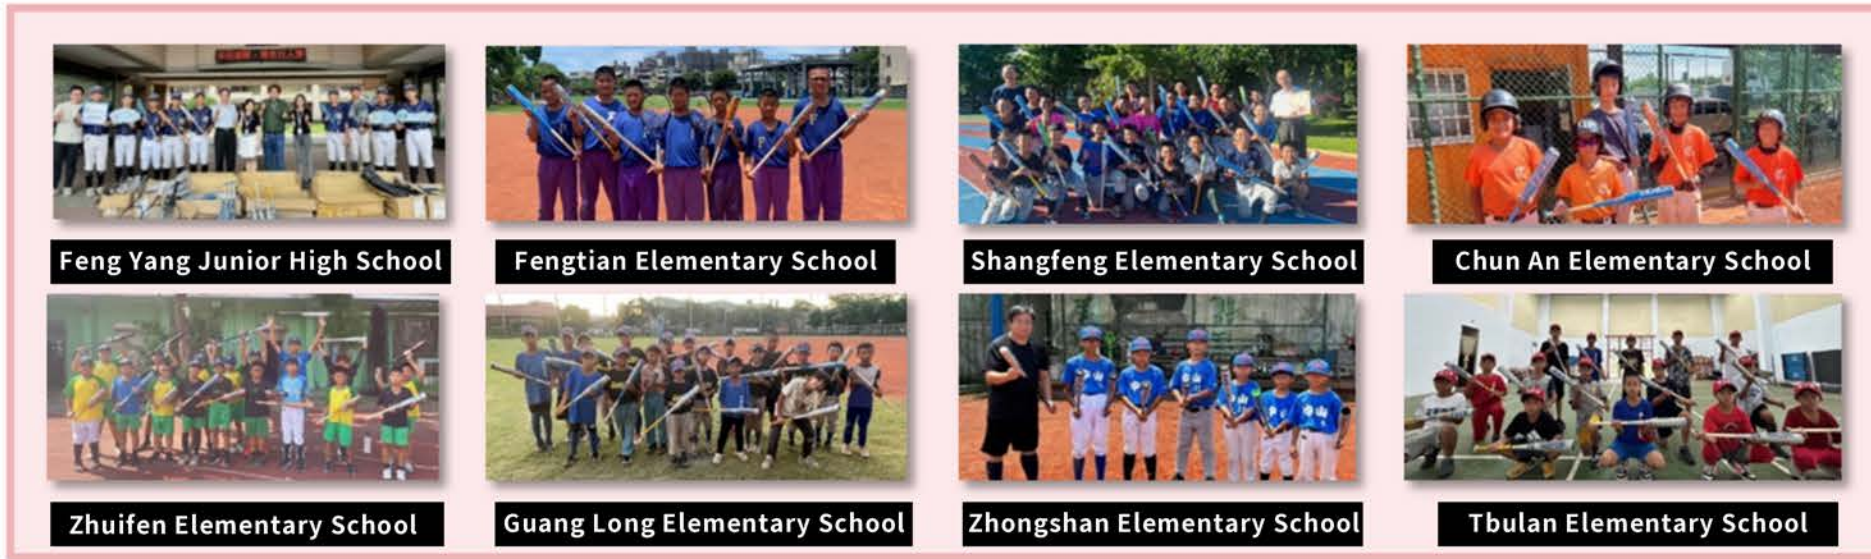 Feng Yang Junior High School
Fengtian Elementary School
Shangfeng Elementary School
Chun An Elementary School
Zhuifen Elementary School
Guang Long Elementary School
Zhongshan Elementary School
Tbulan Elementary School